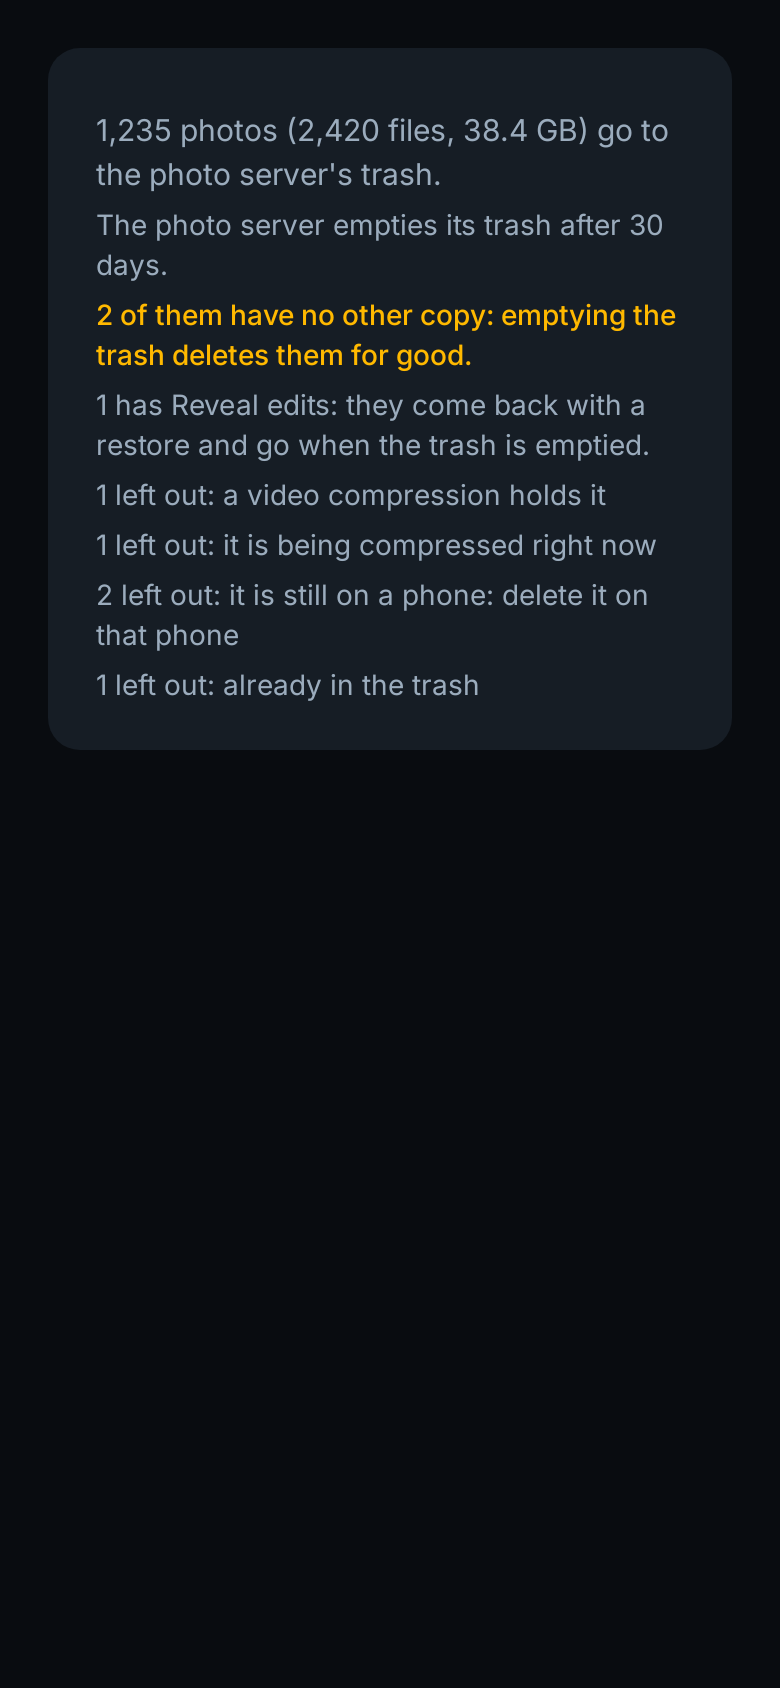 1,235 photos (2,420 files, 38.4 GB) go to
the photo server's trash.
The photo server empties its trash after 30
days.
2 of them have no other copy: emptying the
trash deletes them for good.
1 has Reveal edits: they come back with a
restore and go when the trash is emptied.
1 left out: a video compression holds it
1 left out: it is being compressed right now
2 left out: it is still on a phone: delete it on
that phone
1 left out: already in the trash